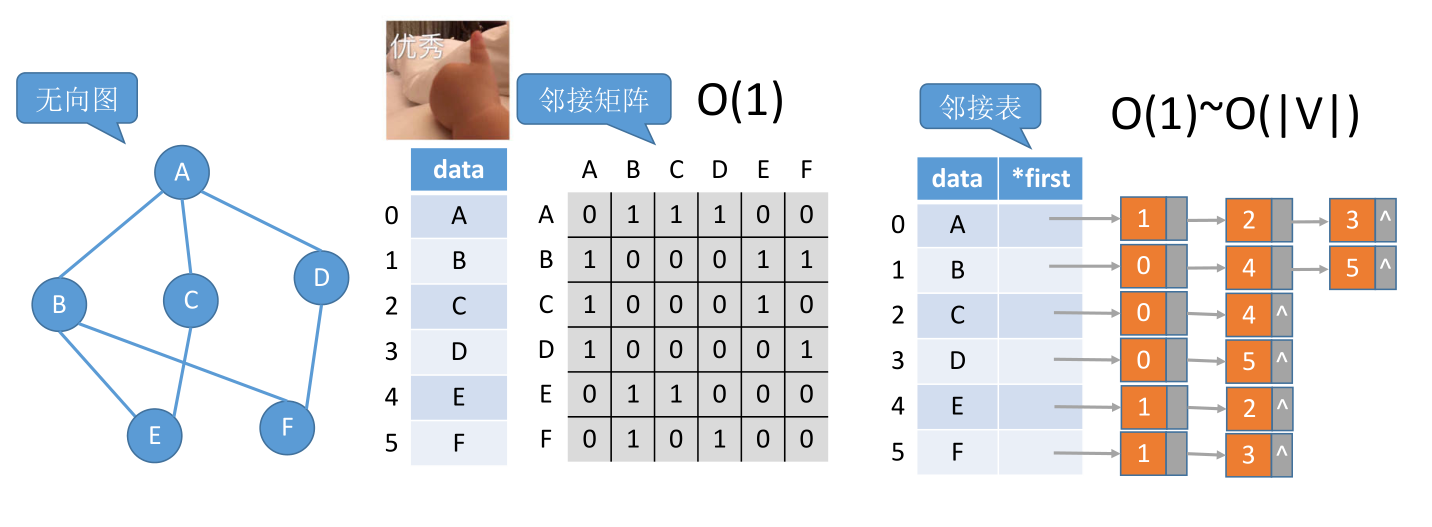 无向图
A
B
C
D
E
F
优秀
邻接矩阵
O(1)
data
0 A
1 B
2 C
3 D
4 E
5 F
A B C D E F
A 0 1 1 1 0 0
B 1 0 0 0 1 1
C 1 0 0 0 1 0
D 1 0 0 0 0 1
E 0 1 1 0 0 0
F 0 1 0 1 0 0
邻接表
O(1)~O(|V|)
data *first
0 A 1 2 3 ^
1 B 0 4 5 ^
2 C 0 4 ^
3 D 0 5 ^
4 E 1 2 ^
5 F 1 3 ^